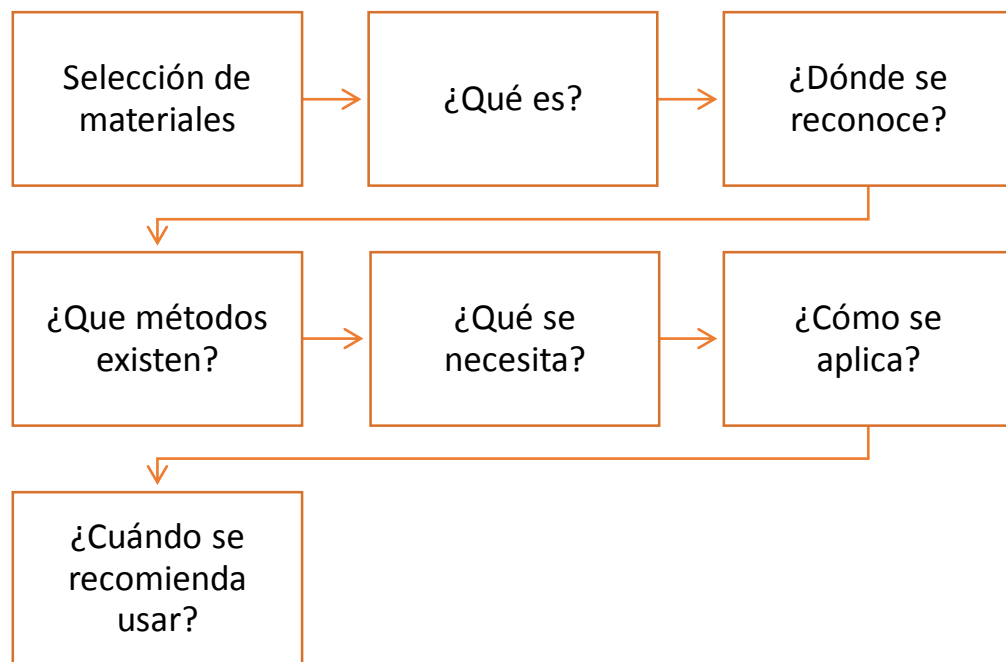 Selección de
materiales
¿Qué es?
¿Dónde se
reconoce?
¿Que métodos
existen?
¿Qué se
necesita?
¿Cómo se
aplica?
¿Cuándo se
recomienda
usar?